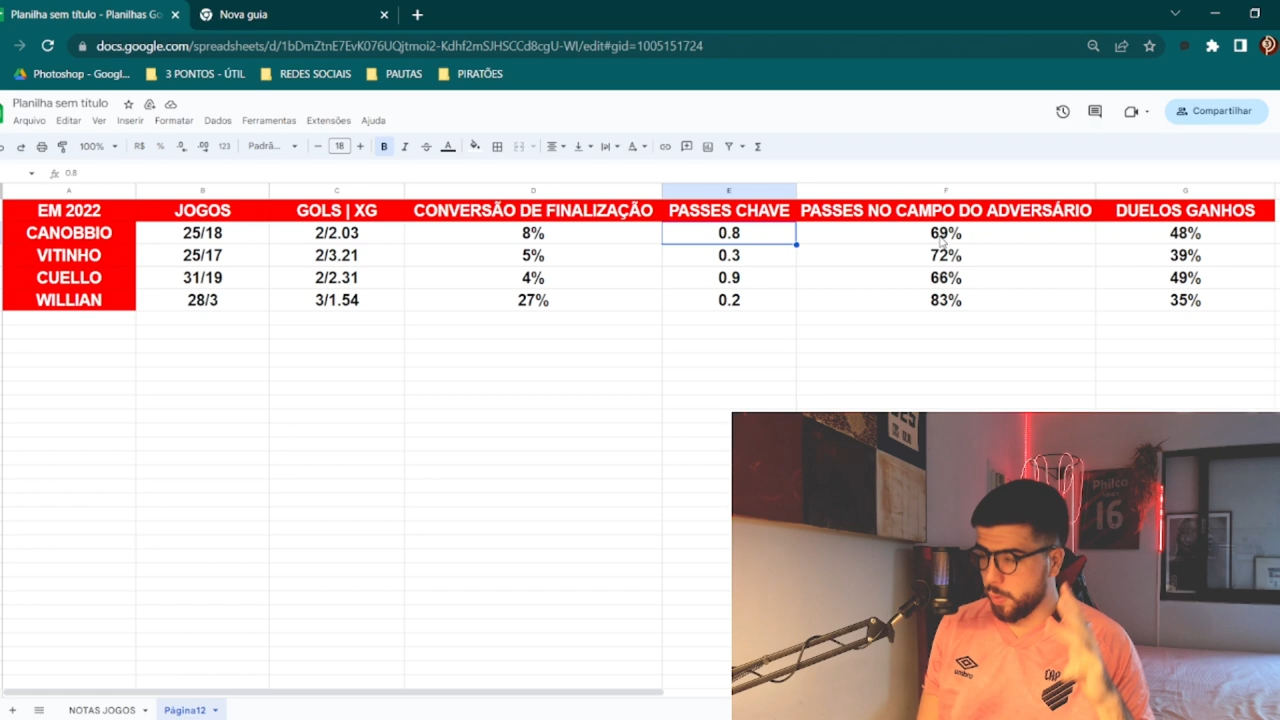 Planilha sem título - Planilhas Go
Nova guia
docs.google.com/spreadsheets/d/1bDmZtnE7EvK076UQjtmoi2-Kdhf2mSJHSCCd8cgU-WI/edit#gid=1005151724
Photoshop - Googl... 3 PONTOS - ÚTIL REDES SOCIAIS PAUTAS PIRATÕES
Planilha sem título
Arquivo Editar Ver Inserir Formatar Dados Ferramentas Extensões Ajuda
Compartilhar
100% R$ % .0 .00 123 Padrã... 18 B I A
fx 0.8
A B C D E F G
EM 2022 JOGOS GOLS | XG CONVERSÃO DE FINALIZAÇÃO PASSES CHAVE PASSES NO CAMPO DO ADVERSÁRIO DUELOS GANHOS
CANOBBIO 25/18 2/2.03 8% 0.8 69% 48%
VITINHO 25/17 2/3.21 5% 0.3 72% 39%
CUELLO 31/19 2/2.31 4% 0.9 66% 49%
WILLIAN 28/3 3/1.54 27% 0.2 83% 35%
Philco
16
umbro
CAP
NOTAS JOGOS Página12